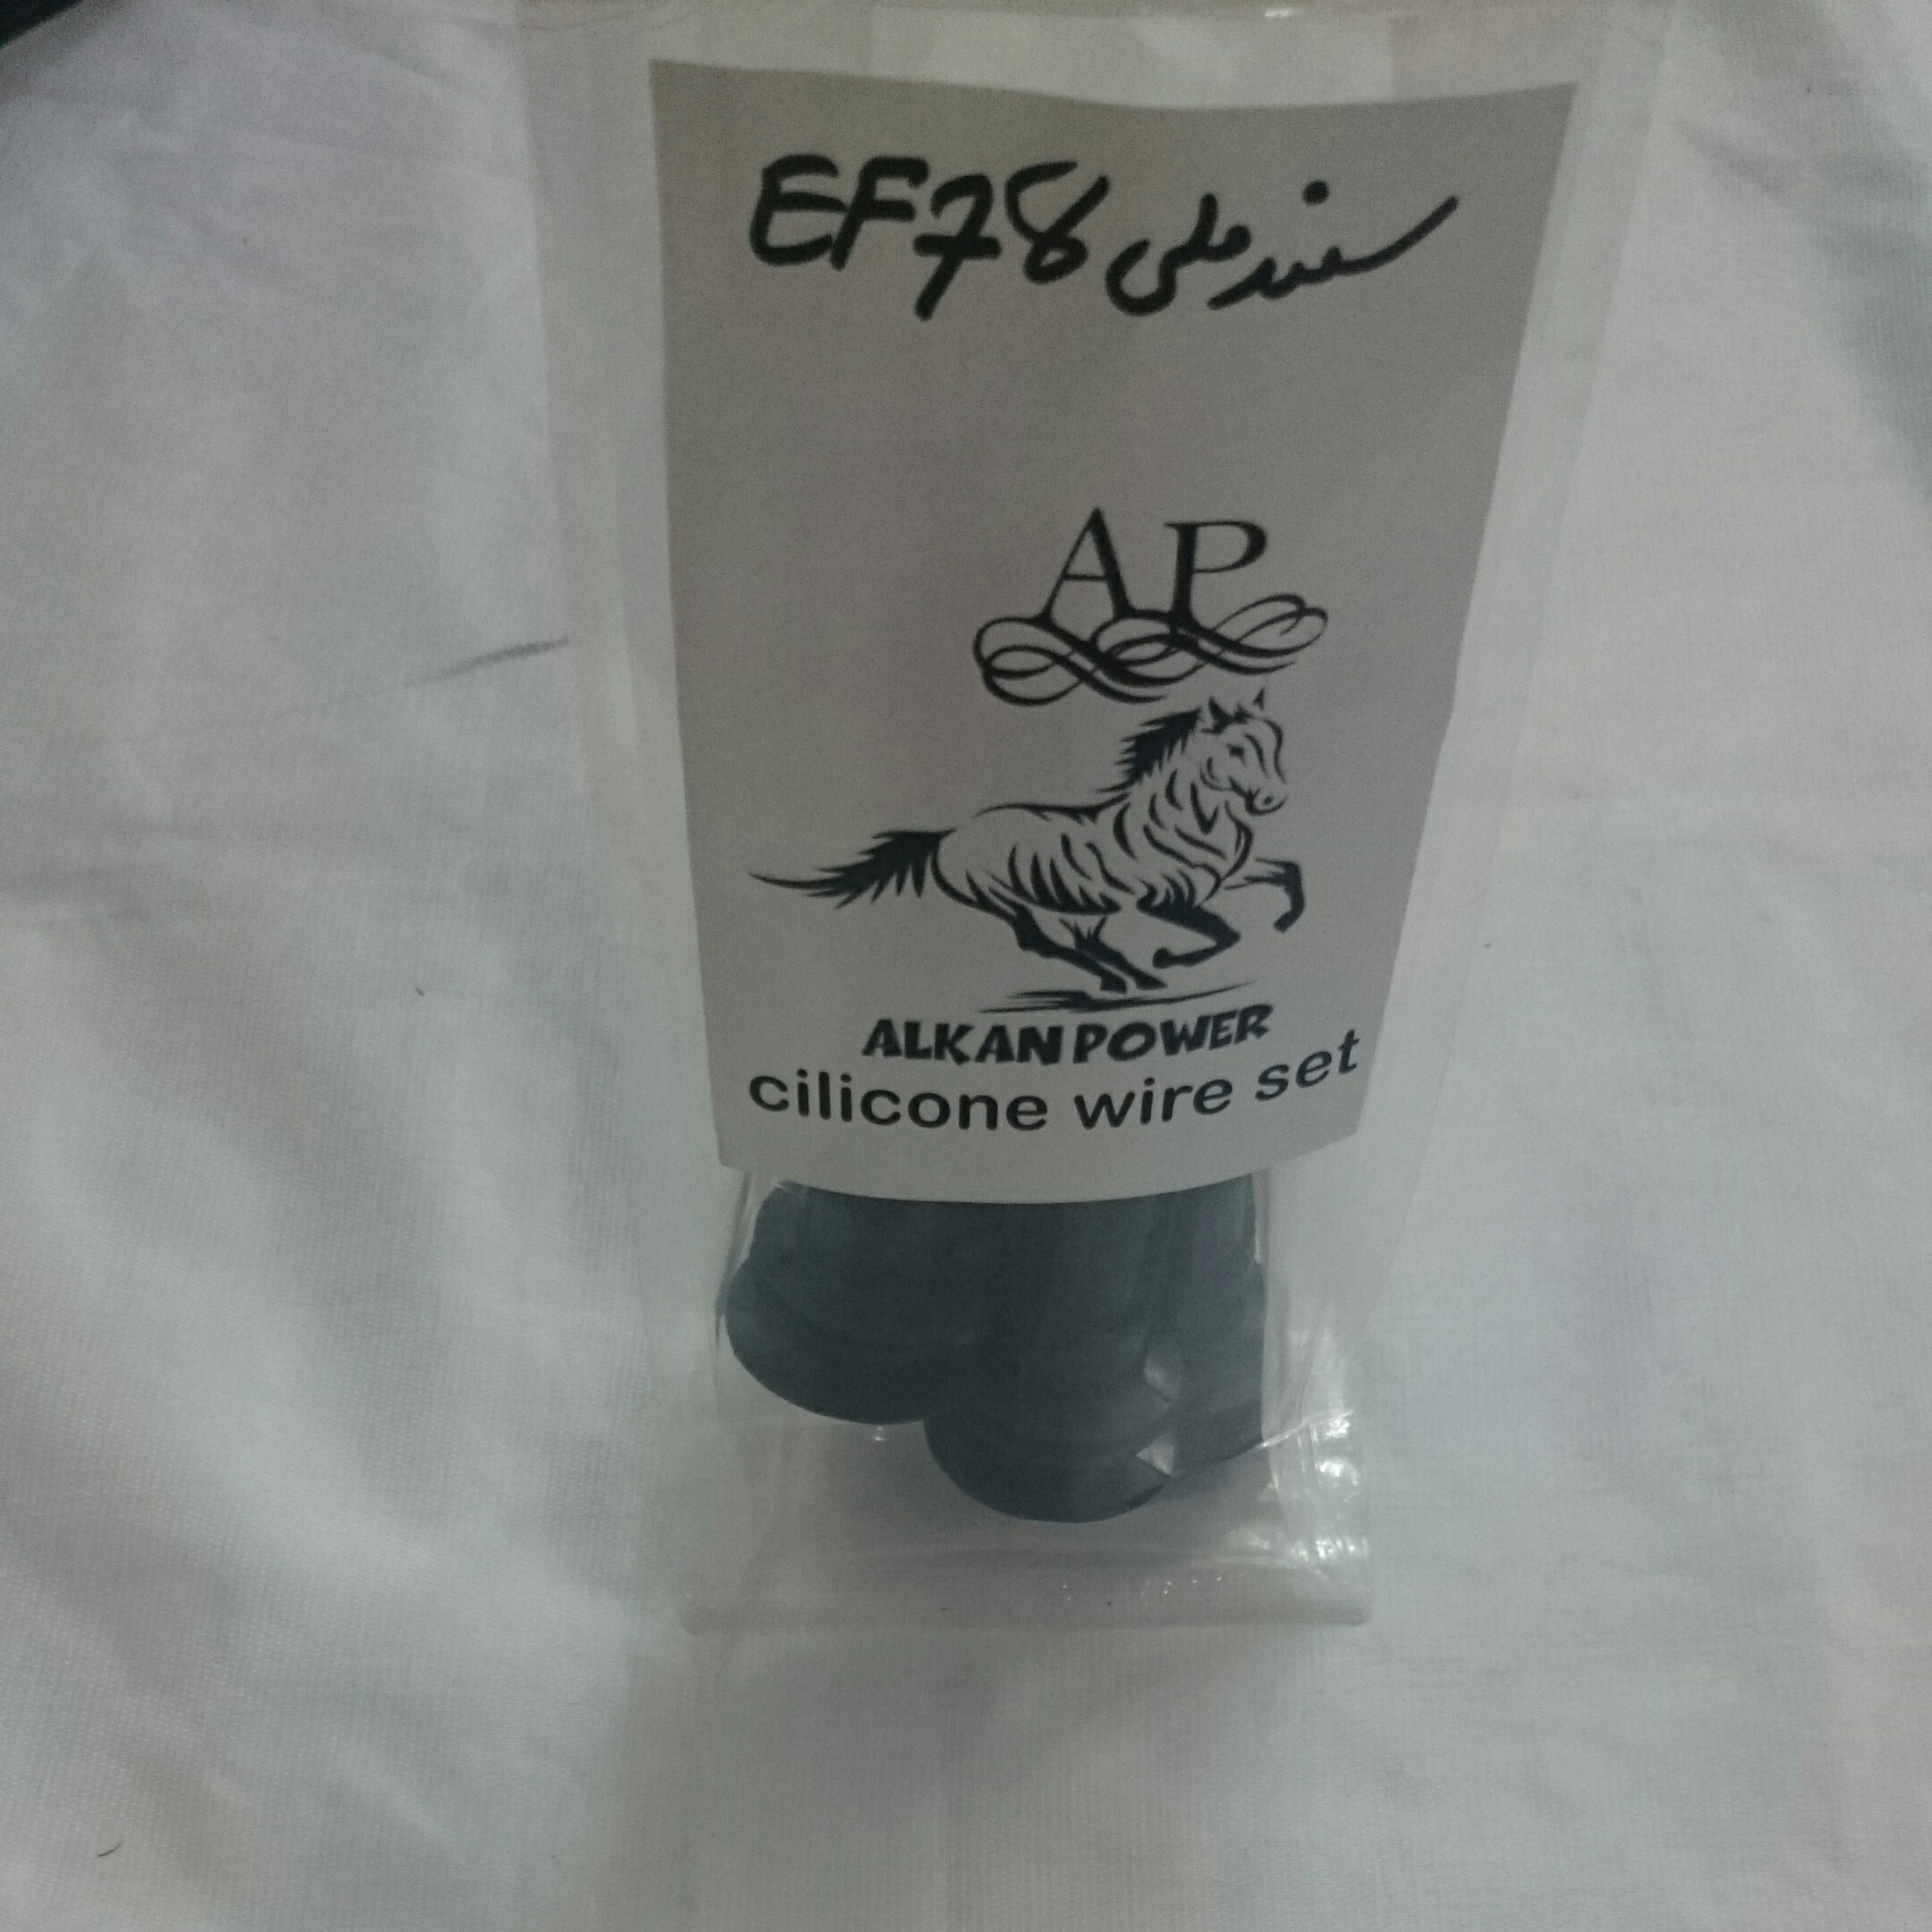 سمند ملی EF78
AP
ALKAN POWER
cilicone wire set